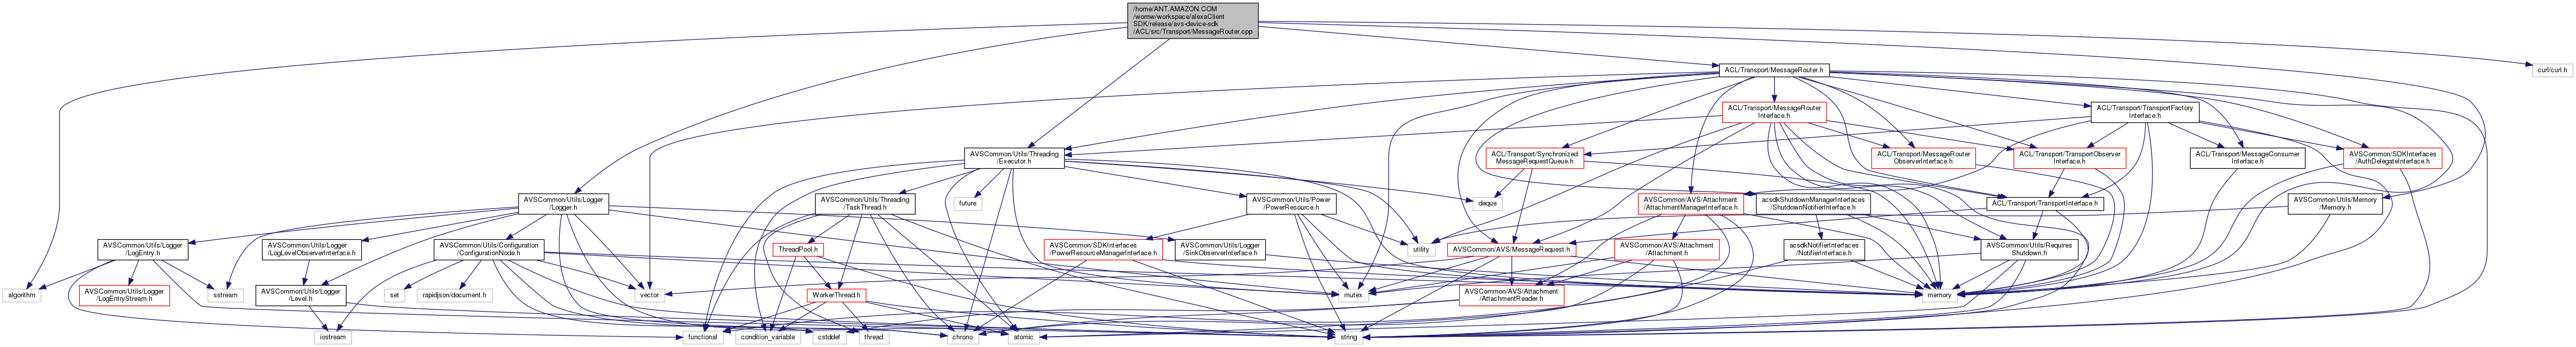 /home/ANT.AMAZON.COM
/womw/workspace/alexaClient
SDK/release/avs-device-sdk
/ACL/src/Transport/MessageRouter.cpp
ACL/Transport/MessageRouter.h
curl/curl.h
ACL/Transport/MessageRouter
Interface.h
ACL/Transport/TransportFactory
Interface.h
AVSCommon/Utils/Threading
/Executor.h
ACL/Transport/Synchronized
MessageRequestQueue.h
ACL/Transport/MessageRouter
ObserverInterface.h
ACL/Transport/TransportObserver
Interface.h
ACL/Transport/MessageConsumer
Interface.h
AVSCommon/SDKInterfaces
/AuthDelegateInterface.h
AVSCommon/Utils/Logger
/Logger.h
AVSCommon/Utils/Threading
/TaskThread.h
future
AVSCommon/Utils/Power
/PowerResource.h
deque
AVSCommon/AVS/Attachment
/AttachmentManagerInterface.h
acsdkShutdownManagerInterfaces
/ShutdownNotifierInterface.h
ACL/Transport/TransportInterface.h
AVSCommon/Utils/Memory
/Memory.h
AVSCommon/Utils/Logger
/LogEntry.h
AVSCommon/Utils/Logger
/LogLevelObserverInterface.h
AVSCommon/Utils/Configuration
/ConfigurationNode.h
ThreadPool.h
AVSCommon/SDKInterfaces
/PowerResourceManagerInterface.h
AVSCommon/Utils/Logger
/SinkObserverInterface.h
utility
AVSCommon/AVS/MessageRequest.h
AVSCommon/AVS/Attachment
/Attachment.h
acsdkNotifierInterfaces
/NotifierInterface.h
AVSCommon/Utils/Requires
Shutdown.h
algorithm
AVSCommon/Utils/Logger
/LogEntryStream.h
sstream
AVSCommon/Utils/Logger
/Level.h
set
rapidjson/document.h
vector
WorkerThread.h
mutex
AVSCommon/AVS/Attachment
/AttachmentReader.h
memory
iostream
functional
condition_variable
cstddef
thread
chrono
atomic
string